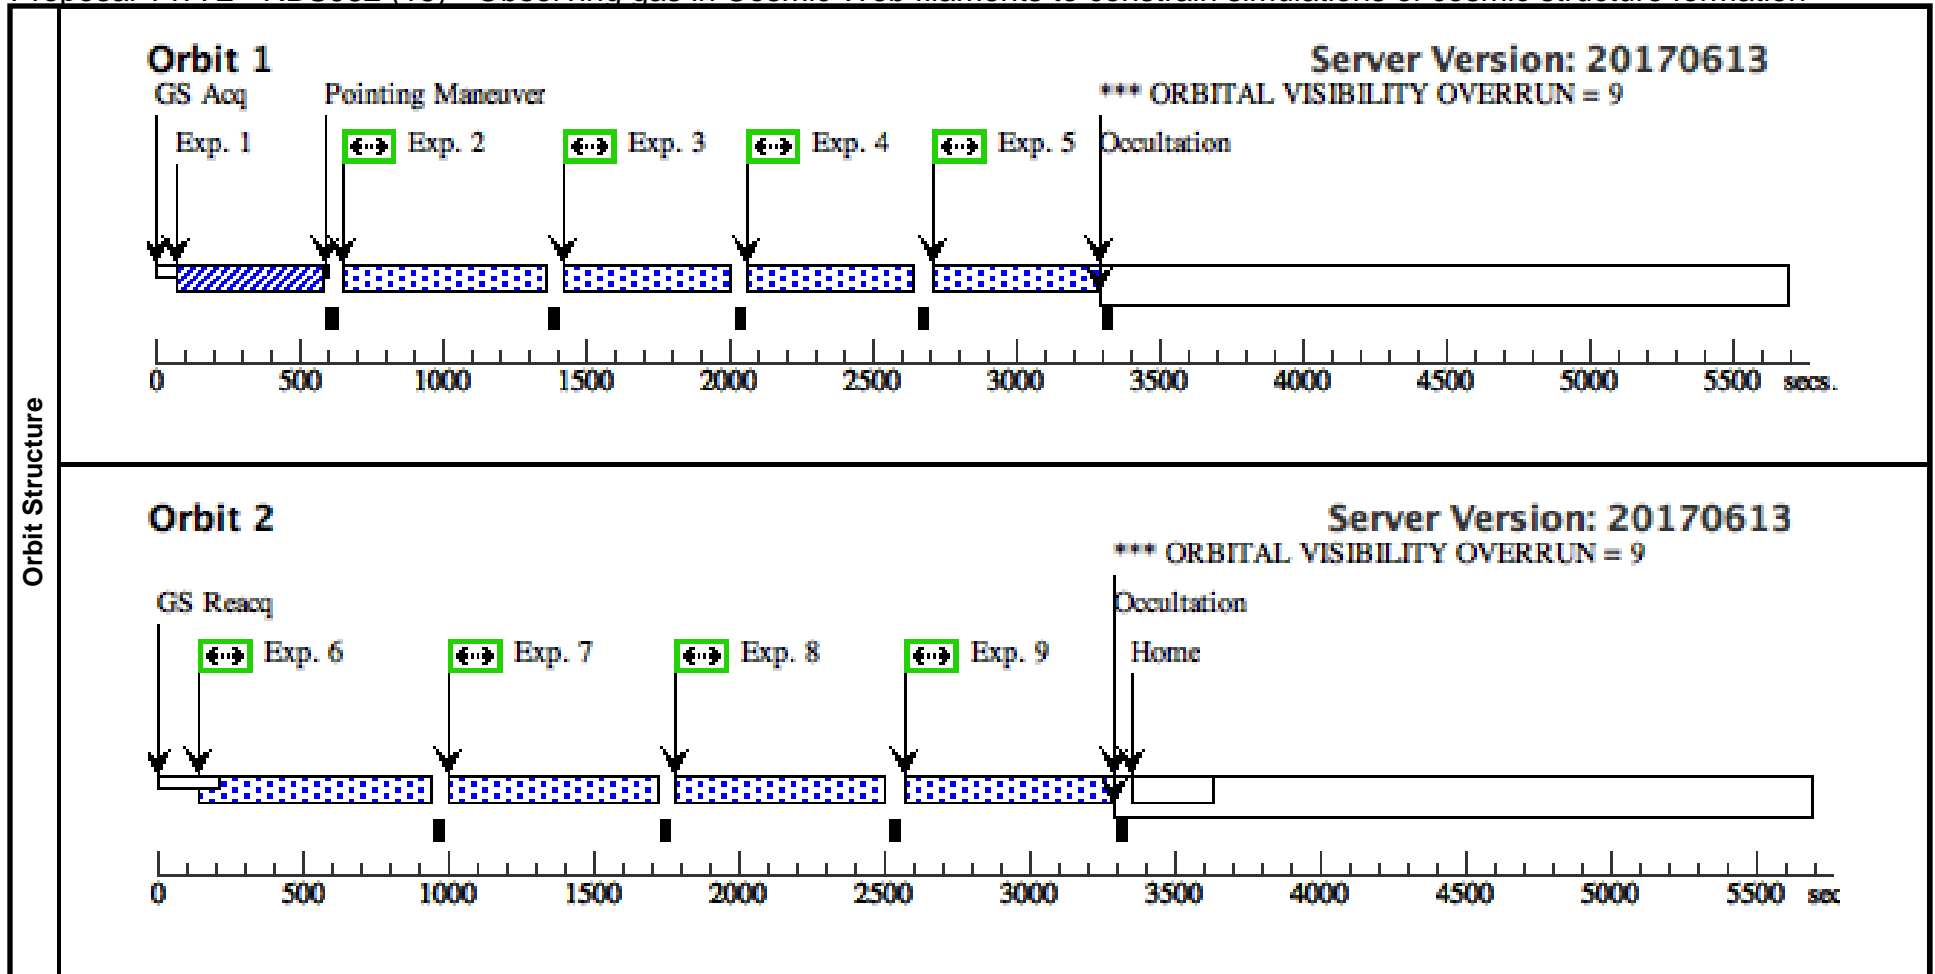 Orbit Structure
Orbit 1
Server Version: 20170613
GS Acq Pointing Maneuver *** ORBITAL VISIBILITY OVERRUN = 9
Exp. 1 Exp. 2 Exp. 3 Exp. 4 Exp. 5 Occultation
0 500 1000 1500 2000 2500 3000 3500 4000 4500 5000 5500 secs.
Orbit 2
Server Version: 20170613
*** ORBITAL VISIBILITY OVERRUN = 9
GS Reacq Occultation
Exp. 6 Exp. 7 Exp. 8 Exp. 9 Home
0 500 1000 1500 2000 2500 3000 3500 4000 4500 5000 5500 sec